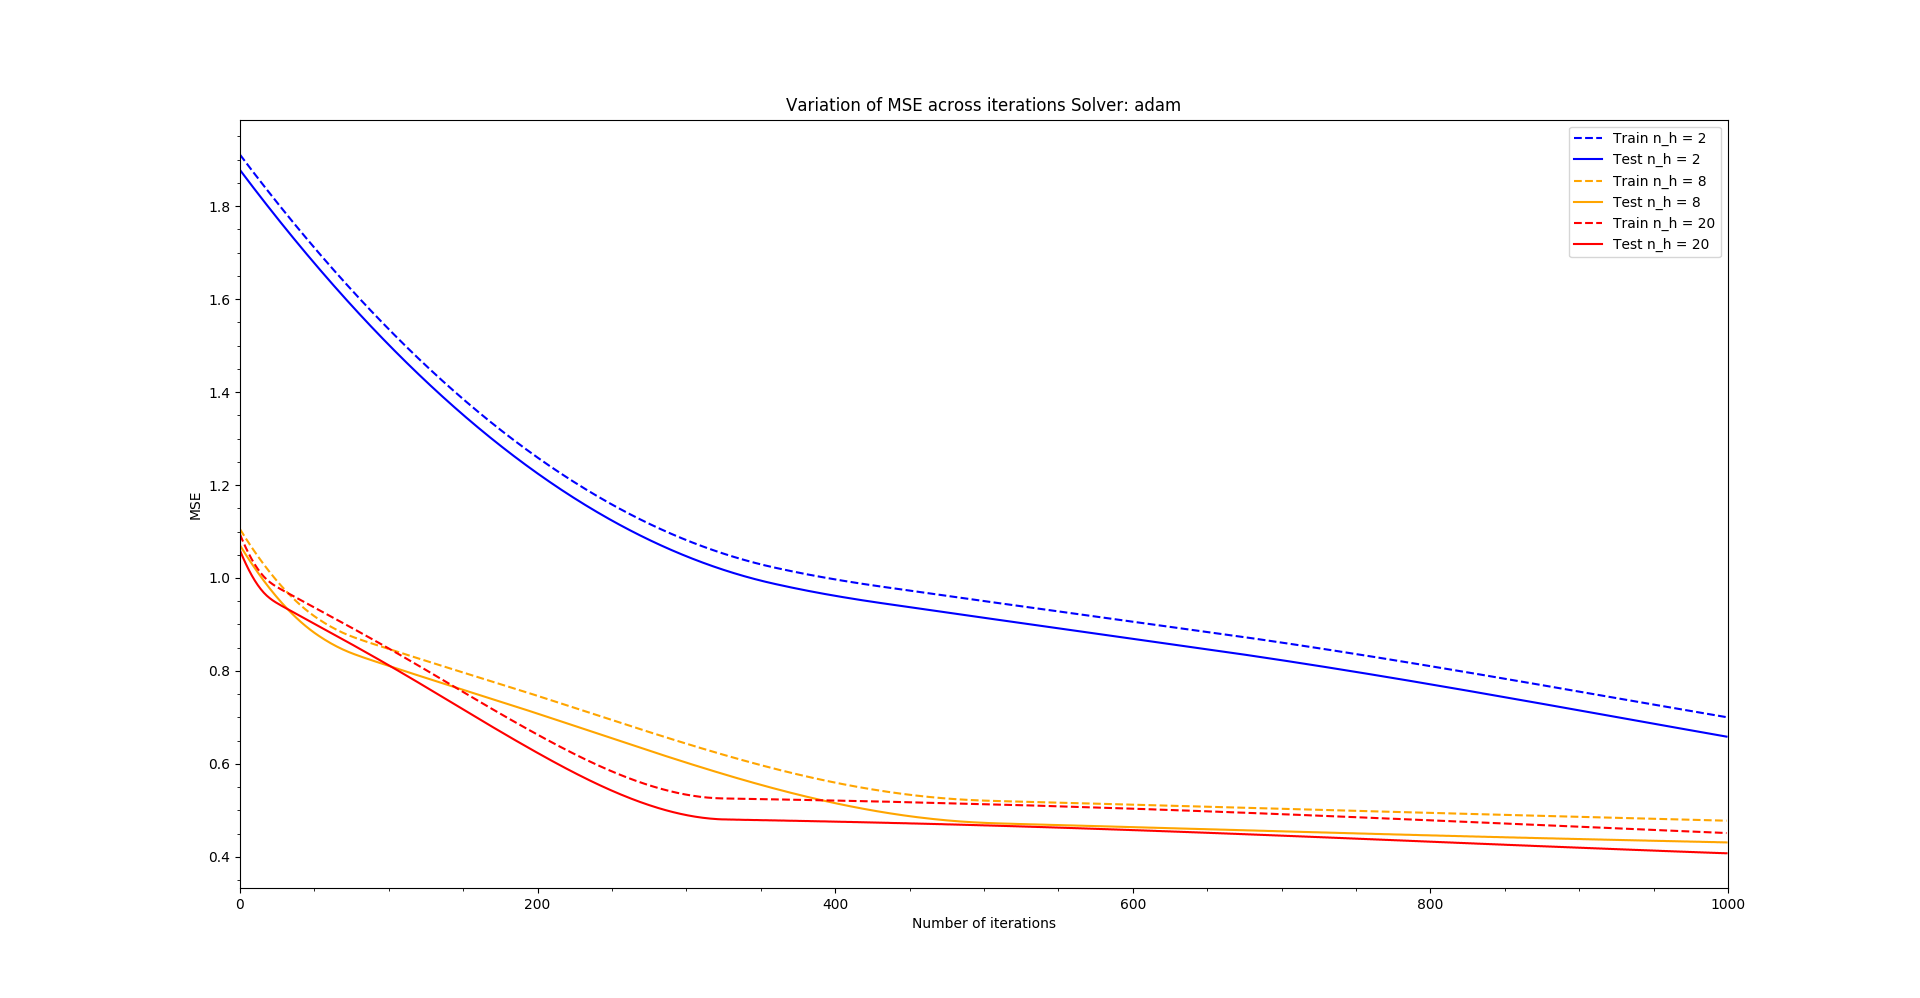 Variation of MSE across iterations Solver: adam
Train n_h = 2
Test n_h = 2
Train n_h = 8
Test n_h = 8
Train n_h = 20
Test n_h = 20
MSE
1.8
1.6
1.4
1.2
1.0
0.8
0.6
0.4
0 200 400 600 800 1000
Number of iterations